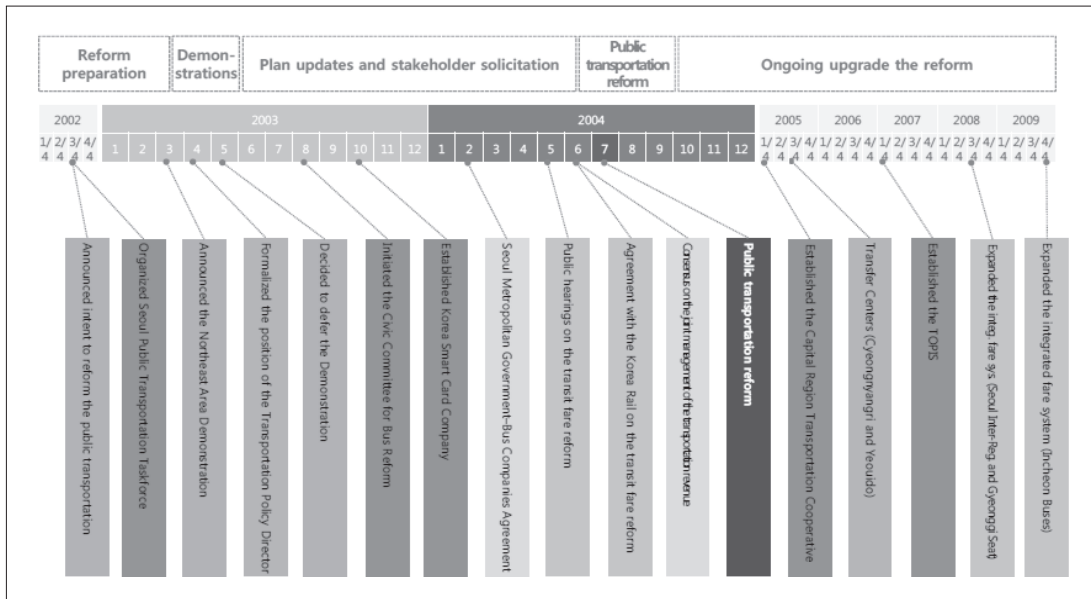 Reform
preparation
Demon-
strations
Plan updates and stakeholder solicitation
Public
transportation
reform
Ongoing upgrade the reform
2002
2003
2004
2005
2006
2007
2008
2009
1/4 2/4 3/4 4/4
1 2 3 4 5 6 7 8 9 10 11 12
1 2 3 4 5 6 7 8 9 10 11 12
1/4 2/4 3/4 4/4
1/4 2/4 3/4 4/4
1/4 2/4 3/4 4/4
1/4 2/4 3/4 4/4
1/4 2/4 3/4 4/4
Announced intent to reform the public transportation
Organized Seoul Public Transportation Taskforce
Announced the Northeast Area Demonstration
Formalized the position of the Transportation Policy Director
Decided to defer the Demonstration
Initiated the Civic Committee for Bus Reform
Established Korea Smart Card Company
Seoul Metropolitan Government-Bus Companies Agreement
Public hearings on the transit fare reform
Agreement with the Korea Rail on the transit fare reform
Consensus on the joint management of the transportation revenue
Public transportation reform
Established the Capital Region Transportation Cooperative
Transfer Centers (Cyeongnyangri and Yeouido)
Established the TOPIS
Expanded the integ. fare sys (Seoul Inter-Reg. and Gyeonggi Seat)
Expanded the integrated fare system (Incheon Buses)